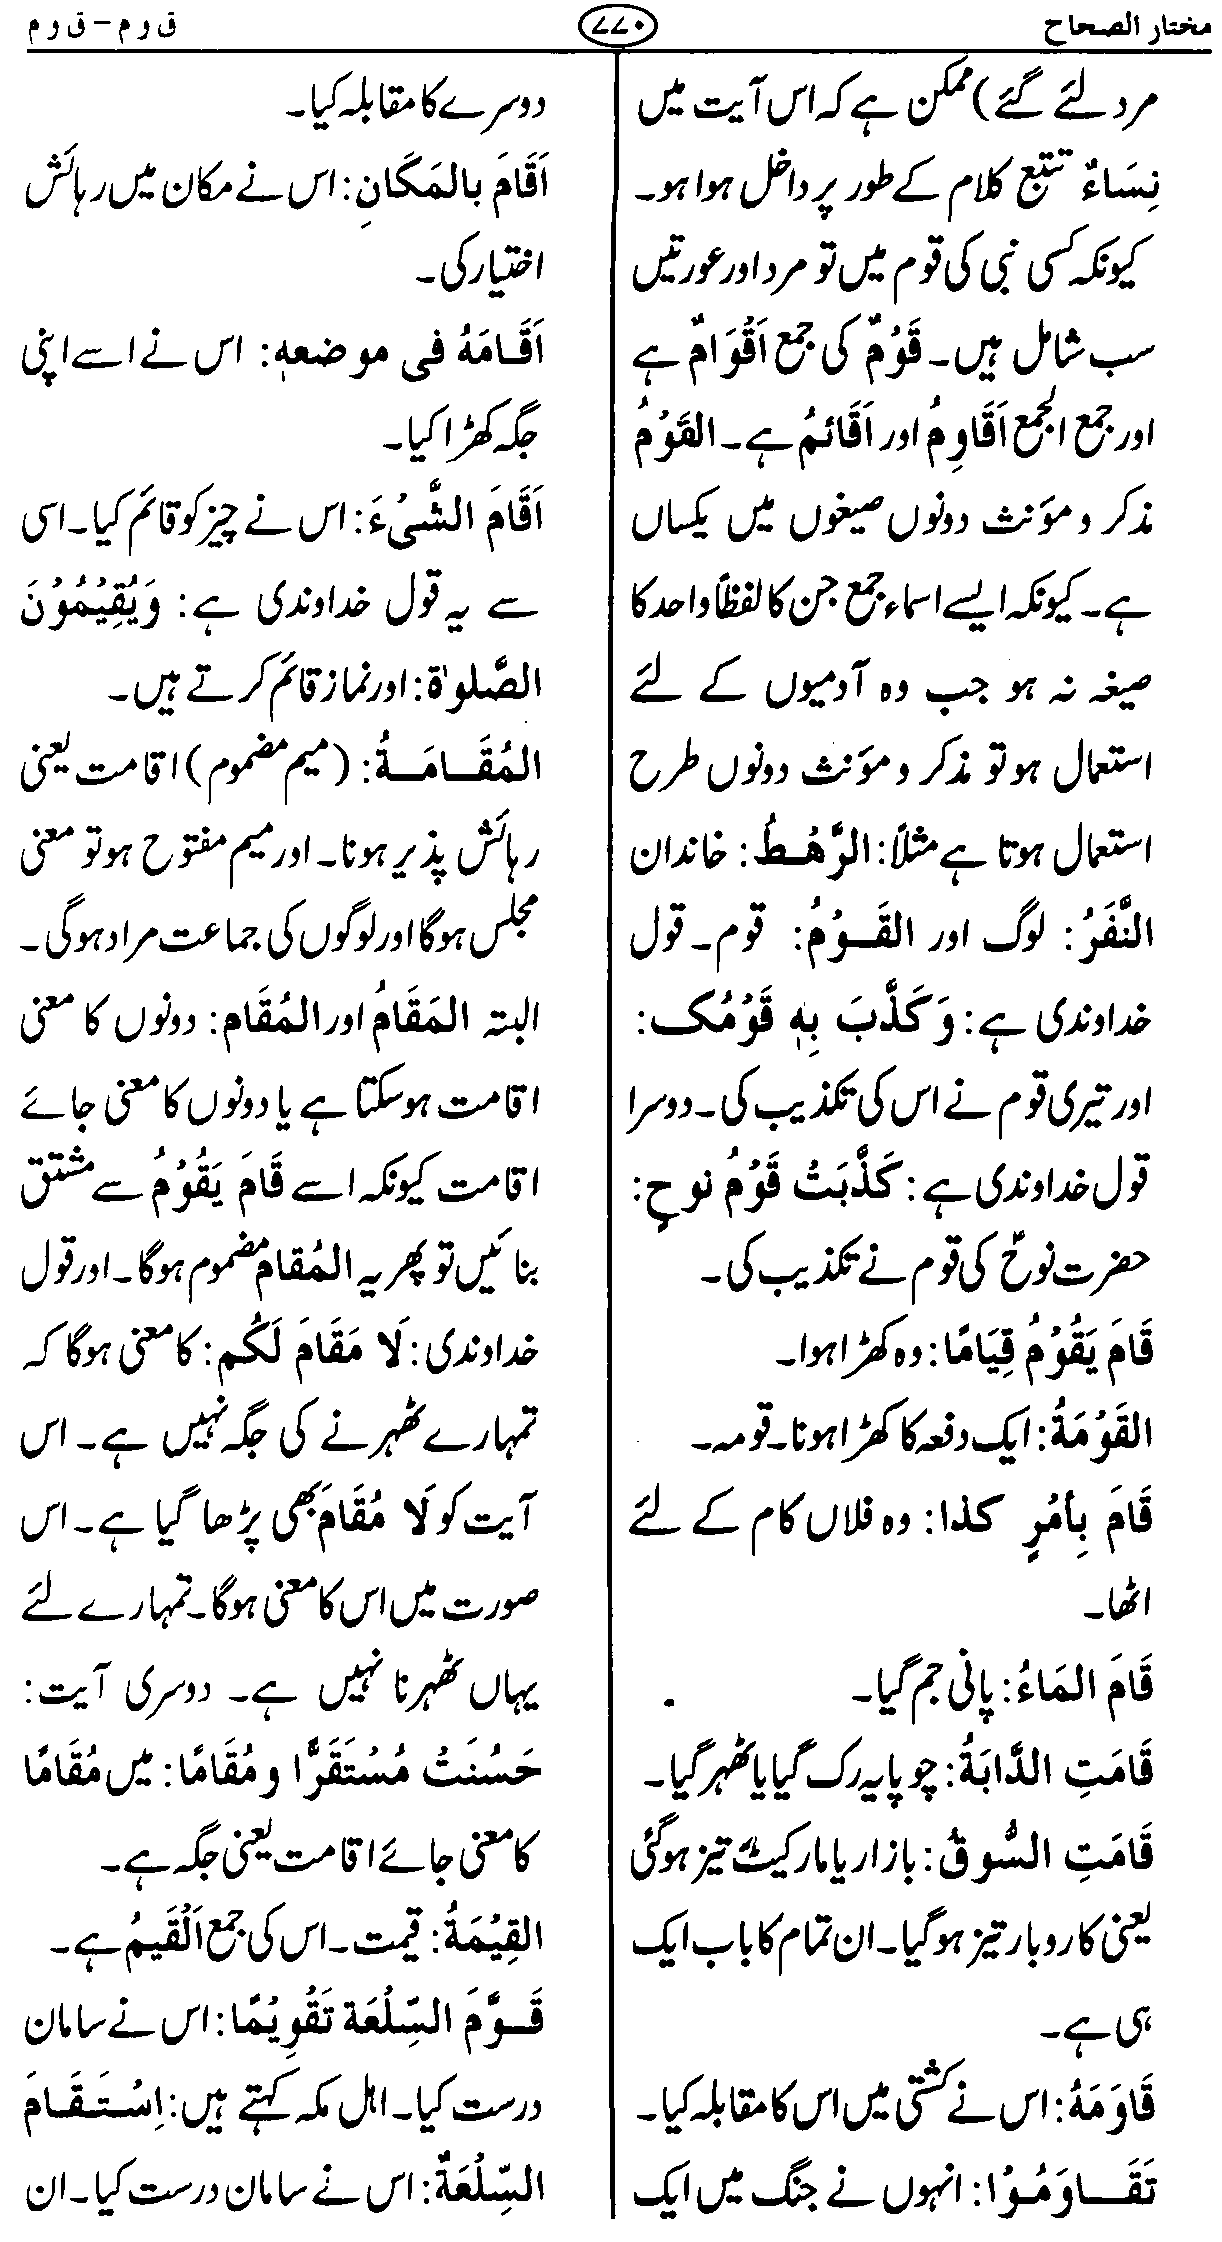 مختار الصحاح
۷۷۰
ق و م – ق و م
مرد لئے گئے) ممکن ہے کہ اس آیت میں
نِسَاءٌ تتبع کلام کے طور پر داخل ہوا ہو۔
کیونکہ کسی نبی کی قوم میں تو مرد اور عورتیں
سب شامل ہیں۔ قَوْمٌ کی جمع اَقْوَامٌ ہے
اور جمع الجمع اَقَاوِمُ اور اَقَائمُ ہے۔ القَوْمُ
مذکر و مؤنث دونوں صیغوں میں یکساں
ہے۔ کیونکہ ایسے اسماء جمع جن کا لفظاً واحد کا
صیغہ نہ ہو جب وہ آدمیوں کے لئے
استعمال ہو تو مذکر و مؤنث دونوں طرح
استعمال ہوتا ہے مثلاً: الرَّهْطُ: خاندان
النَّفَرُ: لوگ اور القَوْمُ: قوم۔ قول
خداوندی ہے: وَكَذَّبَ بِهٖ قَوْمُکَ:
اور تیری قوم نے اس کی تکذیب کی۔ دوسرا
قول خداوندی ہے: كَذَّبَتْ قَوْمُ نوحٍ:
حضرت نوحؑ کی قوم نے تکذیب کی۔
قَامَ يَقُوْمُ قِيَامًا: وہ کھڑا ہوا۔
القَوْمَةُ: ایک دفعہ کا کھڑا ہونا۔ قومہ۔
قَامَ بِأمْرٍ كذا: وہ فلاں کام کے لئے
اٹھا۔
قَامَ المَاءُ: پانی جم گیا۔
قَامَتِ الدَّابَةُ: چوپایہ رک گیا یا ٹھہر گیا۔
قَامَتِ السُّوقُ: بازار یا مارکیٹ تیز ہو گئی
یعنی کاروبار تیز ہو گیا۔ ان تمام کا باب ایک
ہی ہے۔
قَاوَمَهُ: اس نے کشتی میں اس کا مقابلہ کیا۔
تَقَاوَمُوْا: انہوں نے جنگ میں ایک
دوسرے کا مقابلہ کیا۔
اَقَامَ بالمَكَانِ: اس نے مکان میں رہائش
اختیار کی۔
اَقَامَهُ فی موضعهٖ: اس نے اسے اپنی
جگہ کھڑا کیا۔
اَقَامَ الشَّيْءَ: اس نے چیز کو قائم کیا۔ اسی
سے یہ قول خداوندی ہے: وَيُقِيْمُوْنَ
الصَّلوٰةَ: اور نماز قائم کرتے ہیں۔
المُقَامَةُ: (میم مضموم) اقامت یعنی
رہائش پذیر ہونا۔ اور میم مفتوح ہو تو معنی
مجلس ہوگا اور لوگوں کی جماعت مراد ہوگی۔
البتہ المَقَامُ اور المُقَام: دونوں کا معنی
اقامت ہو سکتا ہے یا دونوں کا معنی جائے
اقامت کیونکہ اسے قَامَ يَقُوْمُ سے مشتق
بنائیں تو پھر یہ المُقام مضموم ہوگا۔ اور قول
خداوندی: لَا مَقَامَ لَكُم: کا معنی ہوگا کہ
تمہارے ٹھہرنے کی جگہ نہیں ہے۔ اس
آیت کو لَا مُقَامَ بھی پڑھا گیا ہے۔ اس
صورت میں اس کا معنی ہوگا۔ تمہارے لئے
یہاں ٹھہرنا نہیں ہے۔ دوسری آیت:
حَسُنَتْ مُسْتَقَرًّا ومُقَامًا: میں مُقَامًا
کا معنی جائے اقامت یعنی جگہ ہے۔
القِيْمَةُ: قیمت۔ اس کی جمع اَلْقَيِمُ ہے۔
قَوَّمَ السِّلْعَة تَقْوِيْمًا: اس نے سامان
درست کیا۔ اہل مکہ کہتے ہیں: اِسْتَقَامَ
السِّلْعَةٌ: اس نے سامان درست کیا۔ ان